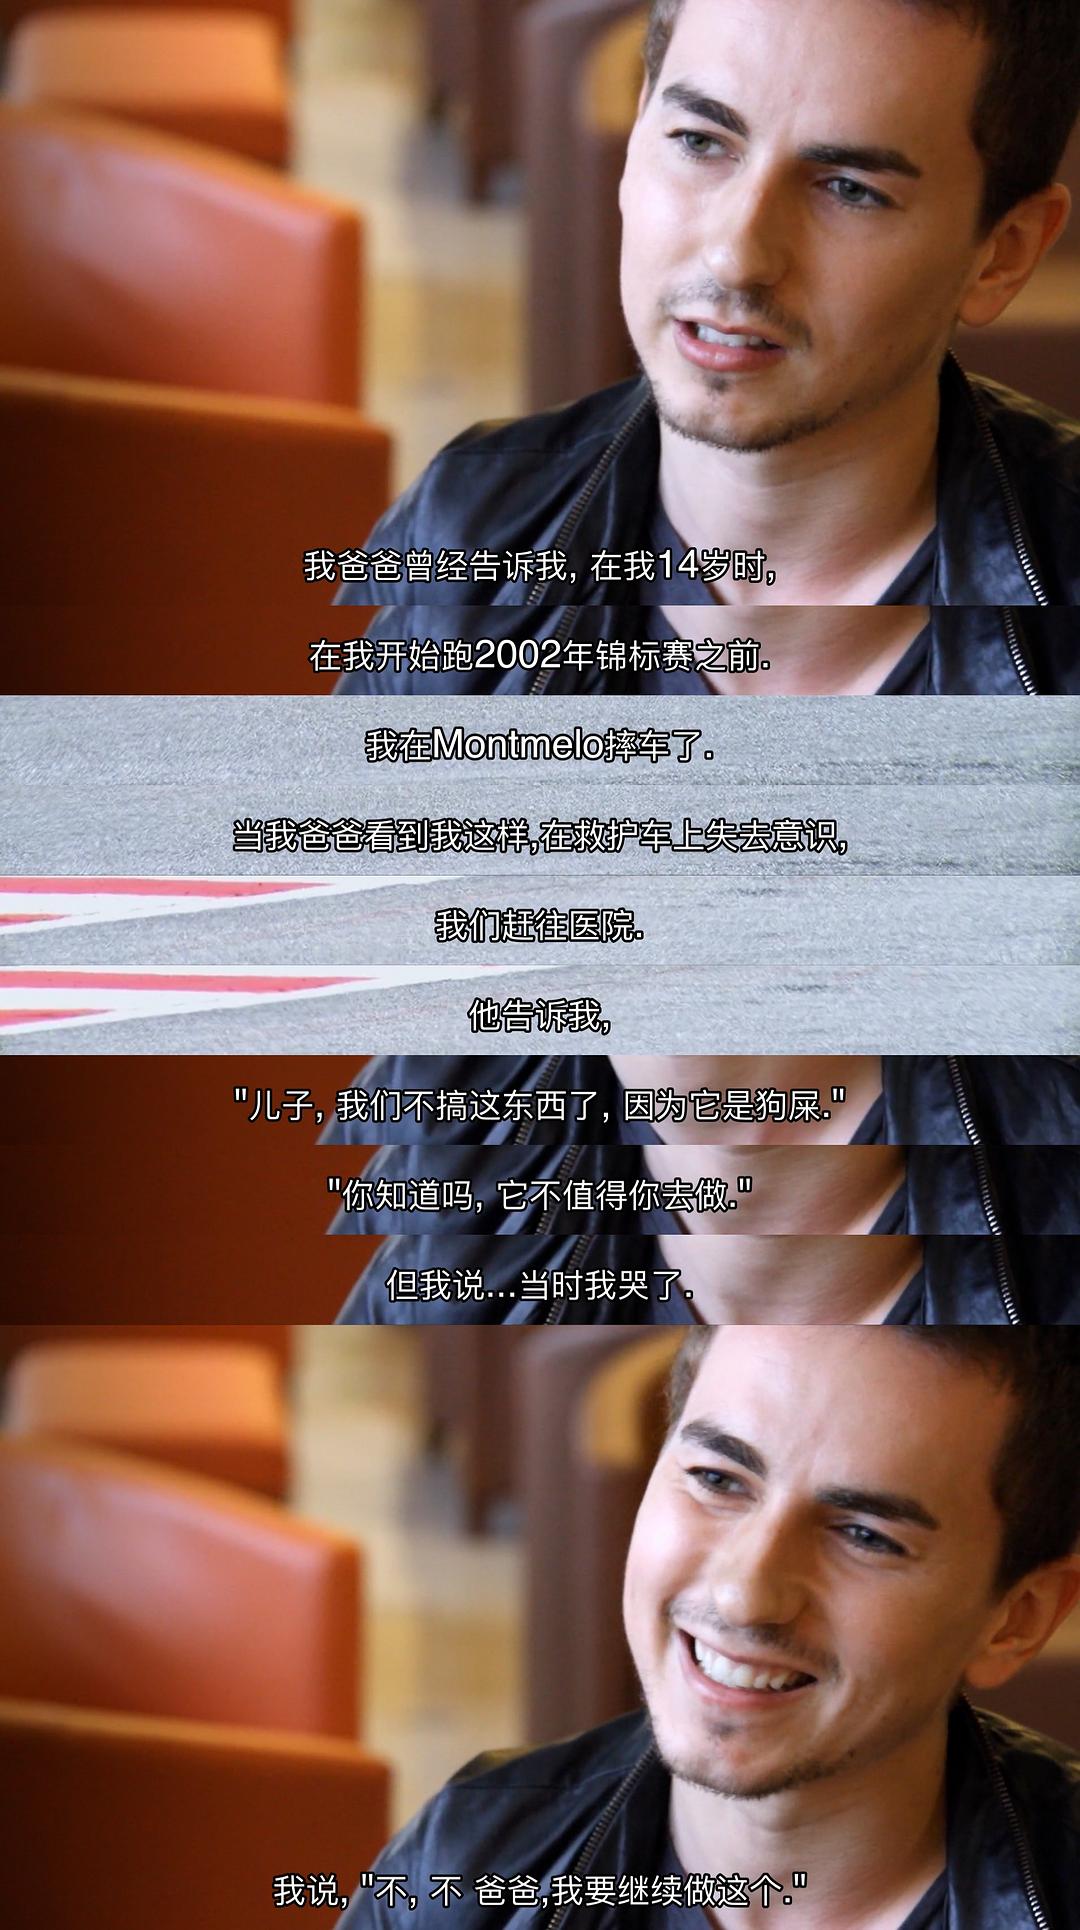 我爸爸曾经告诉我, 在我14岁时,
在我开始跑2002年锦标赛之前.
我在Montmelo摔车了.
当我爸爸看到我这样,在救护车上失去意识,
我们赶往医院.
他告诉我,
"儿子, 我们不搞这东西了, 因为它是狗屎."
"你知道吗, 它不值得你去做."
但我说...当时我哭了.
我说, "不, 不 爸爸,我要继续做这个."